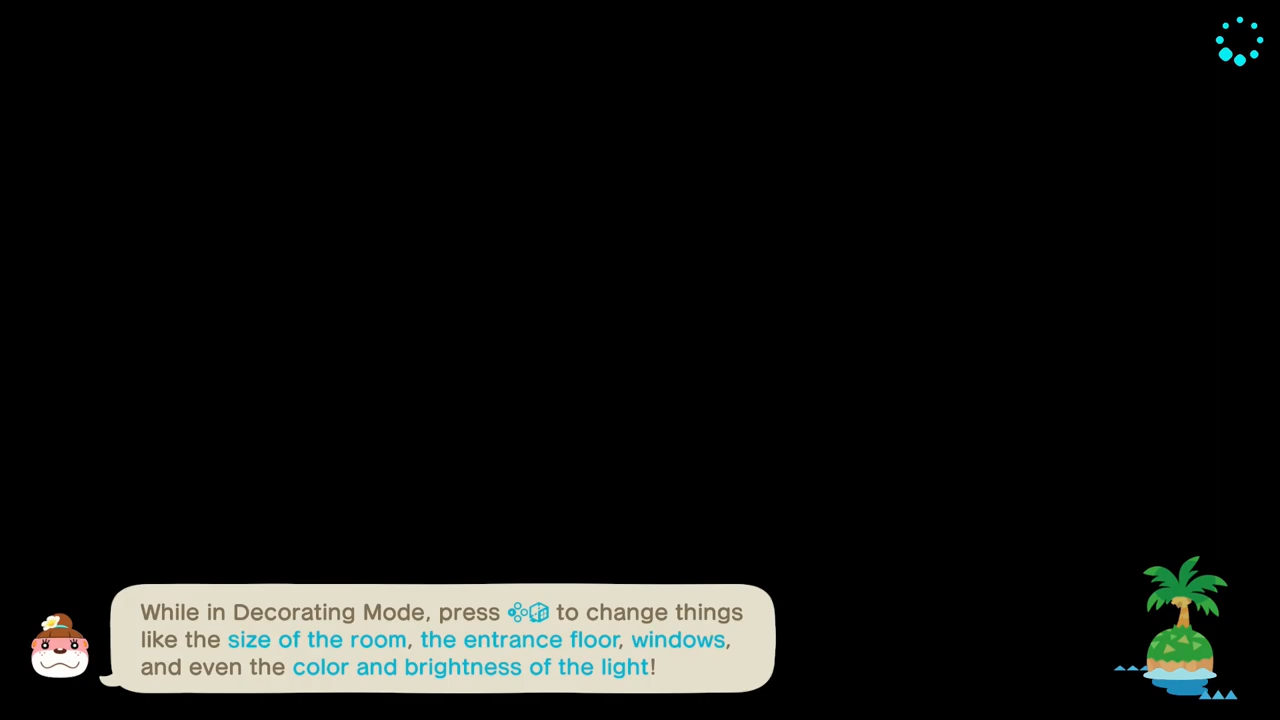 While in Decorating Mode, press to change things
like the size of the room, the entrance floor, windows,
and even the color and brightness of the light!